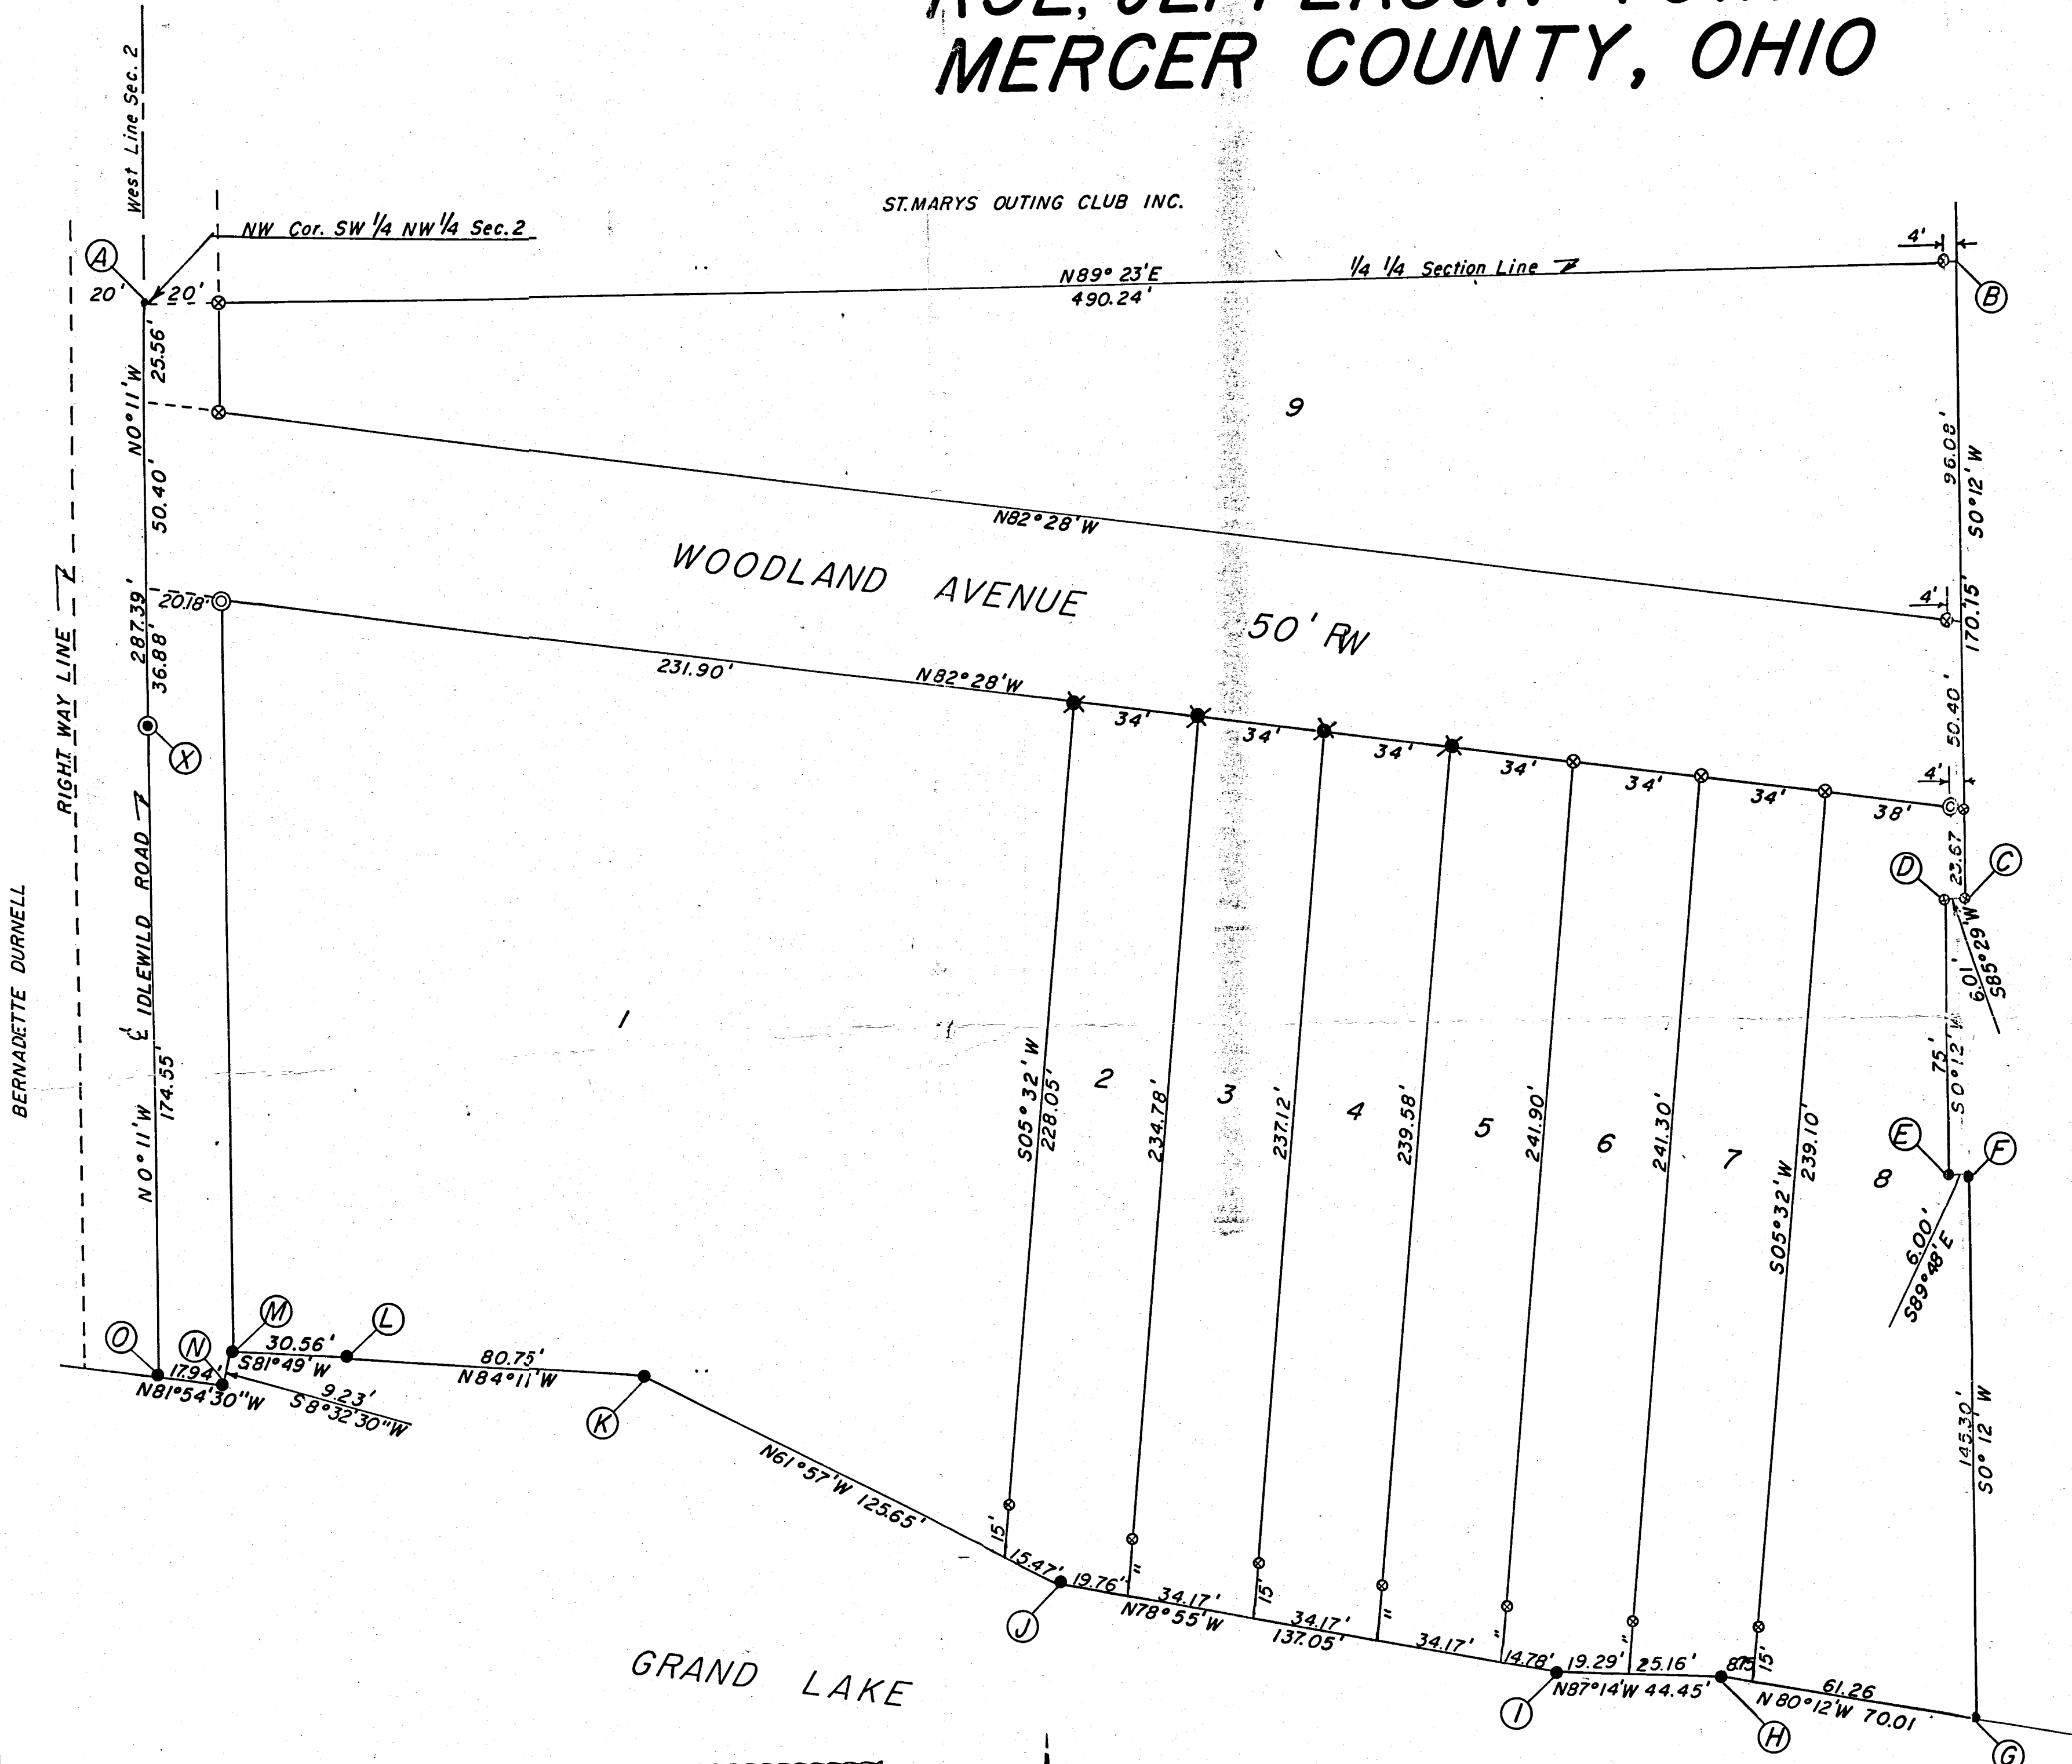 MERCER COUNTY, OHIO
West Line Sec. 2
ST. MARYS OUTING CLUB INC.
NW Cor. SW 1/4 NW 1/4 Sec. 2
A
20'
20'
N89° 23'E
490.24'
1/4 1/4 Section Line
4'
B
25.56'
N0°11'W
50.40'
287.39'
36.88'
20.18'
X
RIGHT WAY LINE
℄ IDLEWILD ROAD
BERNADETTE DURNELL
N0°11'W
174.55'
9
N82°28'W
WOODLAND AVENUE
50' RW
96.08'
S0°12'W
170.15'
4'
50.40'
4'
231.90'
N82°28'W
34'
34'
34'
34'
34'
34'
38'
23.67
D
C
6.01'
S85°29'W
75'
S0°12'W
E
F
6.00'
S89°48'E
145.30'
S0°12'W
1
S05°32'W
228.05'
2
234.78'
3
237.12'
4
239.58'
5
241.90'
6
241.30'
7
S05°32'W
239.10'
8
O
N
M
L
30.56'
S81°49'W
17.94'
N81°54'30"W
9.23'
S8°32'30"W
80.75'
N84°11'W
K
N61°57'W 125.65'
15'
15.47'
J
19.76'
"
34.17'
N78°55'W
15'
34.17'
137.05'
"
34.17'
"
14.78'
I
19.29'
"
25.16'
N87°14'W 44.45'
8.75
15'
H
61.26
N80°12'W 70.01
G
GRAND LAKE